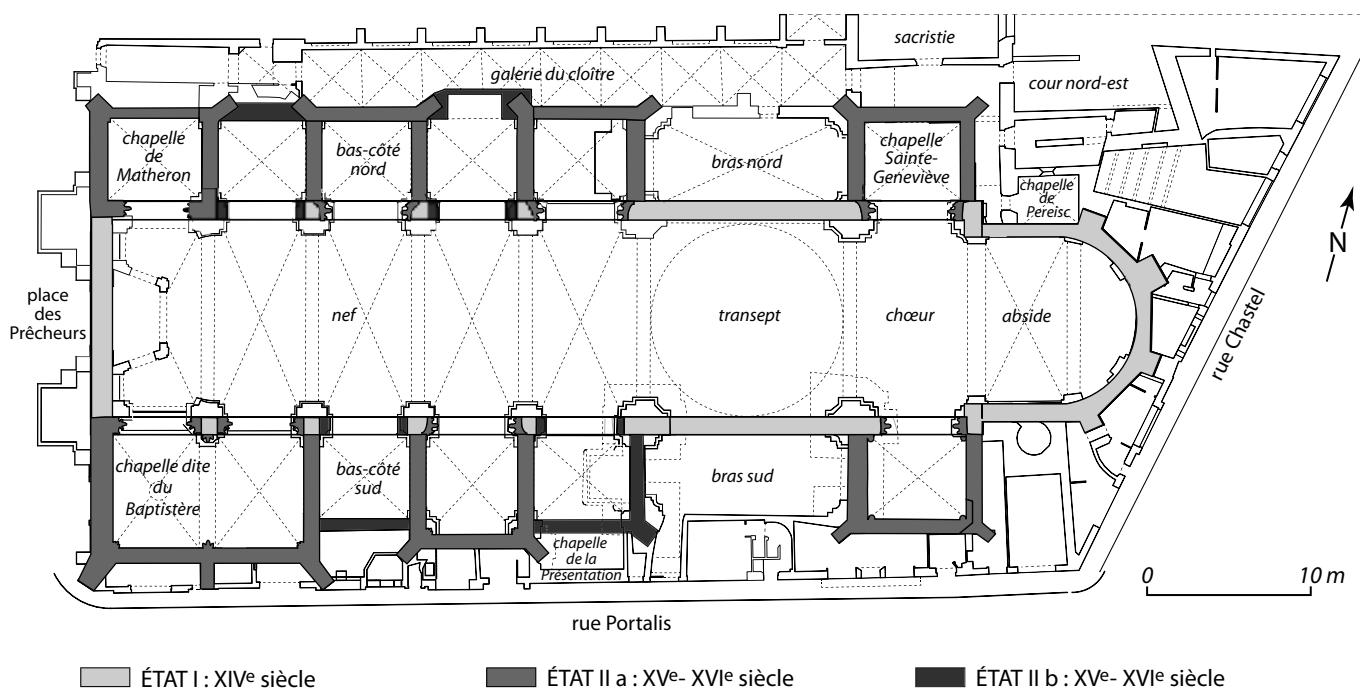 sacristie
galerie du cloître
cour nord-est
chapelle
de
Matheron
bas-côté
nord
bras nord
chapelle
Sainte-
Geneviève
chapelle
de
Peiresc
N
place
des
Prêcheurs
nef
transept
chœur
abside
rue Chastel
chapelle dite
du
Baptistère
bas-côté
sud
bras sud
chapelle
de la
Présentation
0 10 m
rue Portalis
ÉTAT I : XIVe siècle
ÉTAT II a : XVe- XVIe siècle
ÉTAT II b : XVe- XVIe siècle